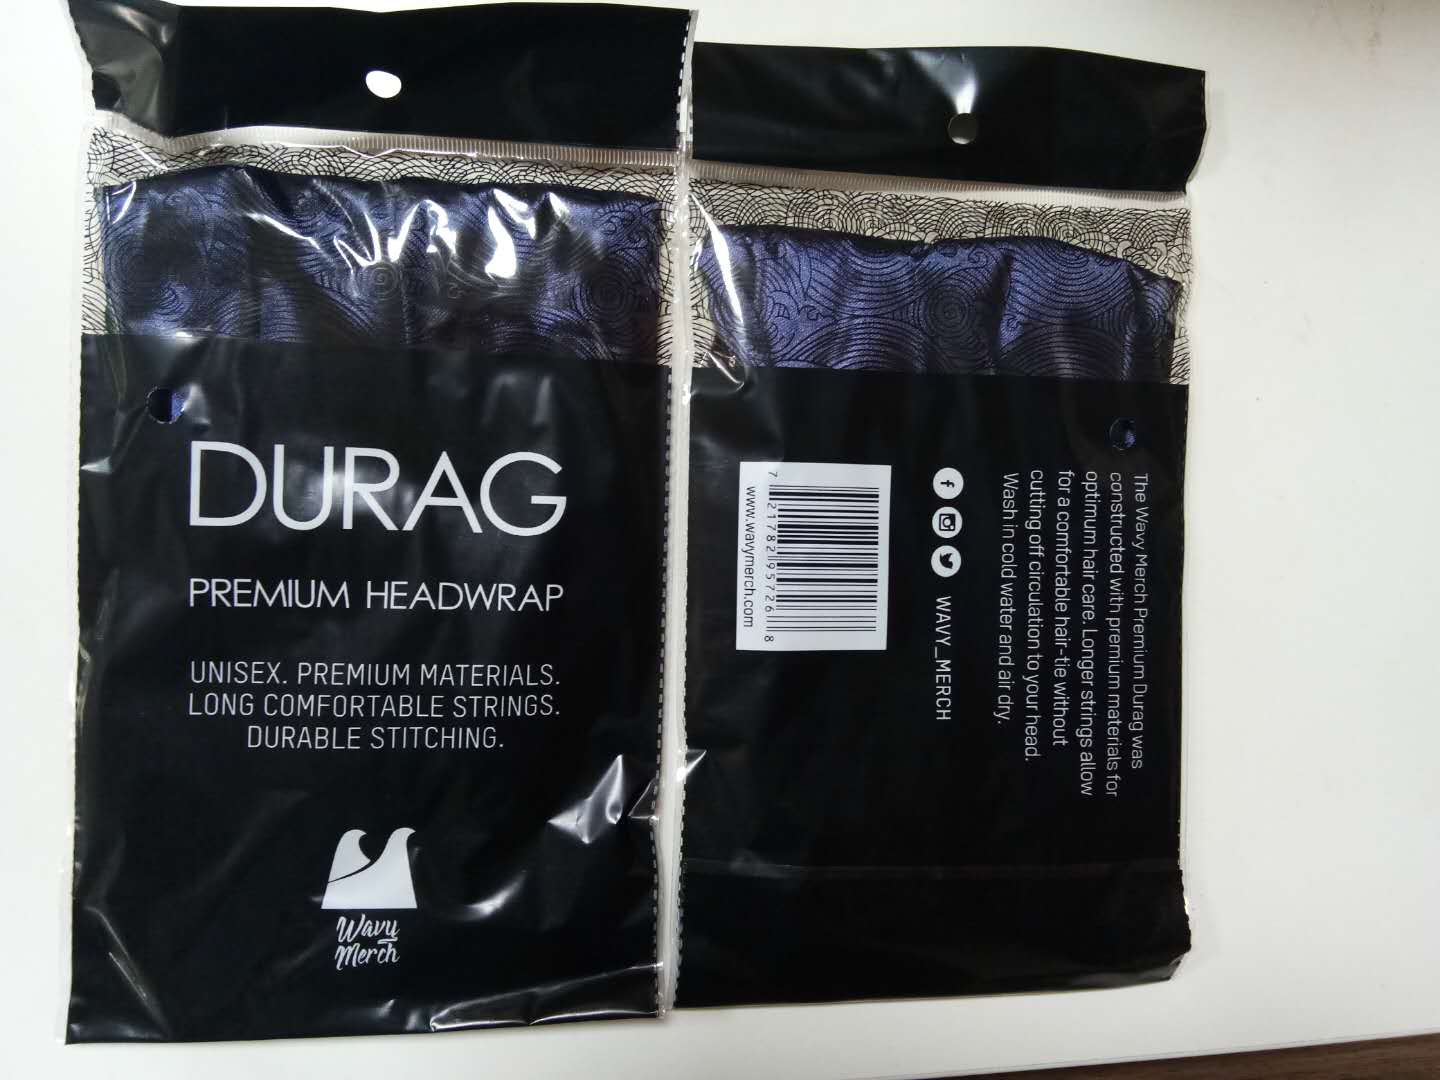 DURAG
PREMIUM HEADWRAP
UNISEX. PREMIUM MATERIALS.
LONG COMFORTABLE STRINGS.
DURABLE STITCHING.
Wavy
Merch
The Wavy Merch Premium Durag was
constructed with premium materials for
optimum hair care. Longer strings allow
for a comfortable hair-tie without
cutting off circulation to your head.
Wash in cold water and air dry.
WAVY_MERCH
7 21782 95726 8
www.wavymerch.com